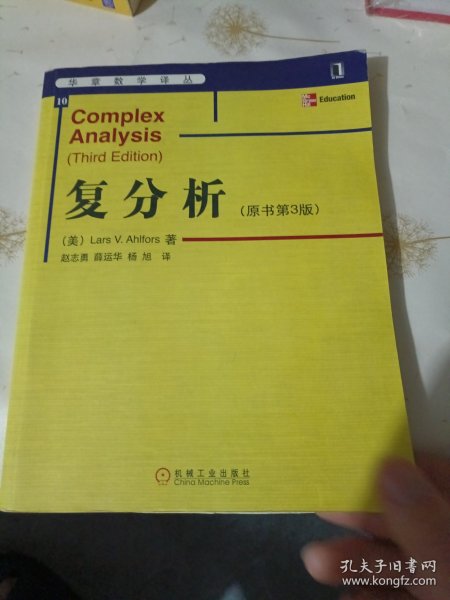 华章数学译丛
10
Complex
Analysis
(Third Edition)
Education
复分析
(原书第3版)
(美) Lars V. Ahlfors 著
赵志勇 薛运华 杨旭 译
机械工业出版社
China Machine Press
孔夫子旧书网
www.kongfz.com